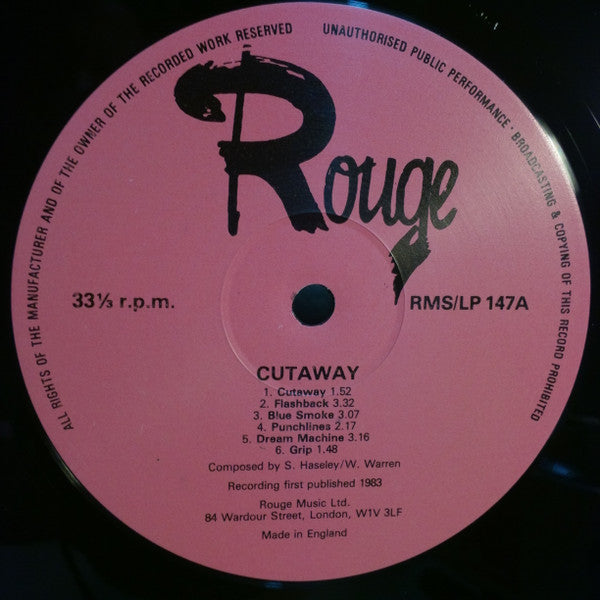 ALL RIGHTS OF THE MANUFACTURER AND OF THE OWNER OF THE RECORDED WORK RESERVED
UNAUTHORISED PUBLIC PERFORMANCE · BROADCASTING & COPYING OF THIS RECORD PROHIBITED
Rouge
33⅓ r.p.m.
RMS/LP 147A
CUTAWAY
1. Cutaway 1.52
2. Flashback 3.32
3. Blue Smoke 3.07
4. Punchlines 2.17
5. Dream Machine 3.16
6. Grip 1.48
Composed by S. Haseley/W. Warren
Recording first published 1983
Rouge Music Ltd.
84 Wardour Street, London, W1V 3LF
Made in England